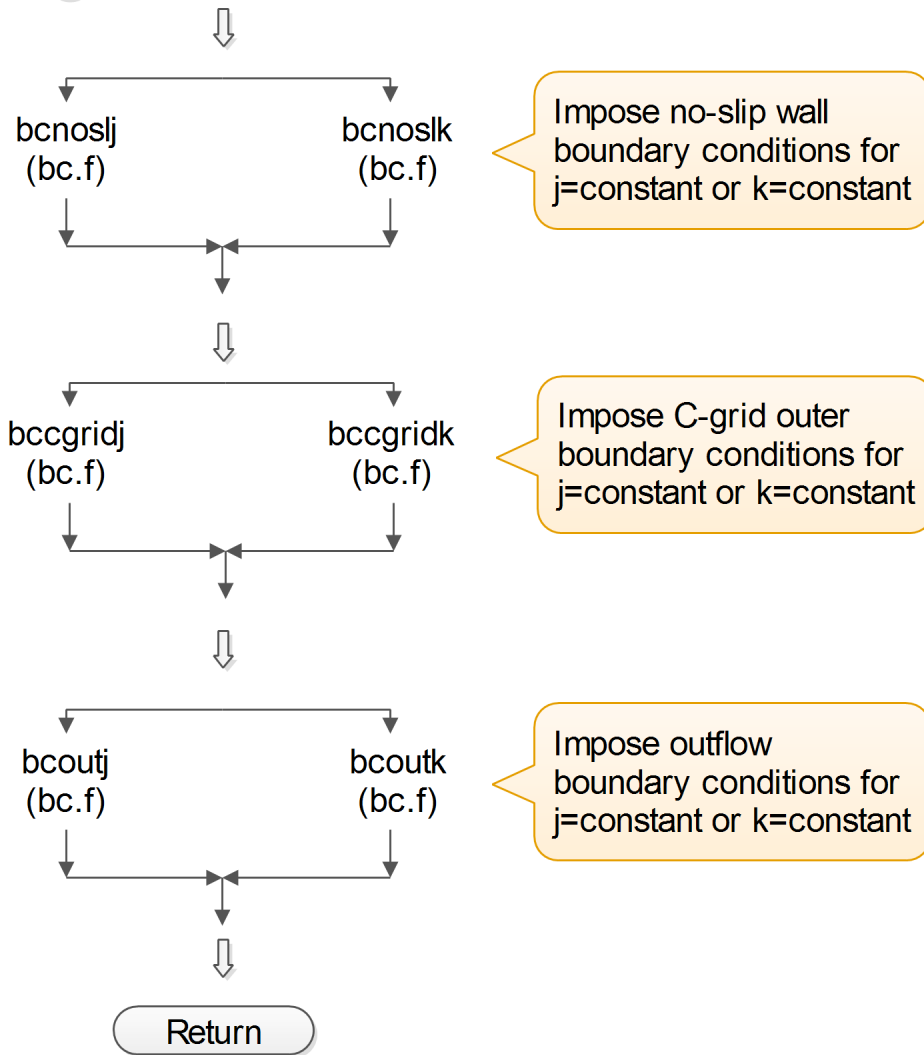 bcnoslj
(bc.f)
bcnoslk
(bc.f)
Impose no-slip wall
boundary conditions for
j=constant or k=constant
bccgridj
(bc.f)
bccgridk
(bc.f)
Impose C-grid outer
boundary conditions for
j=constant or k=constant
bcoutj
(bc.f)
bcoutk
(bc.f)
Impose outflow
boundary conditions for
j=constant or k=constant
Return